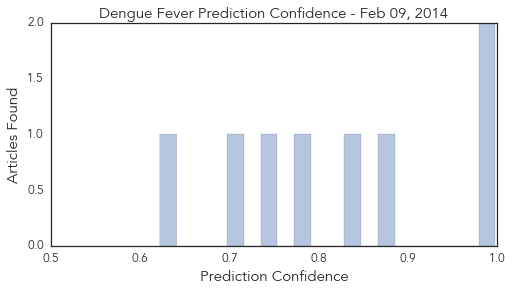 Dengue Fever Prediction Confidence - Feb 09, 2014
2.0
1.5
1.0
0.5
0.0
Articles Found
0.5 0.6 0.7 0.8 0.9 1.0
Prediction Confidence